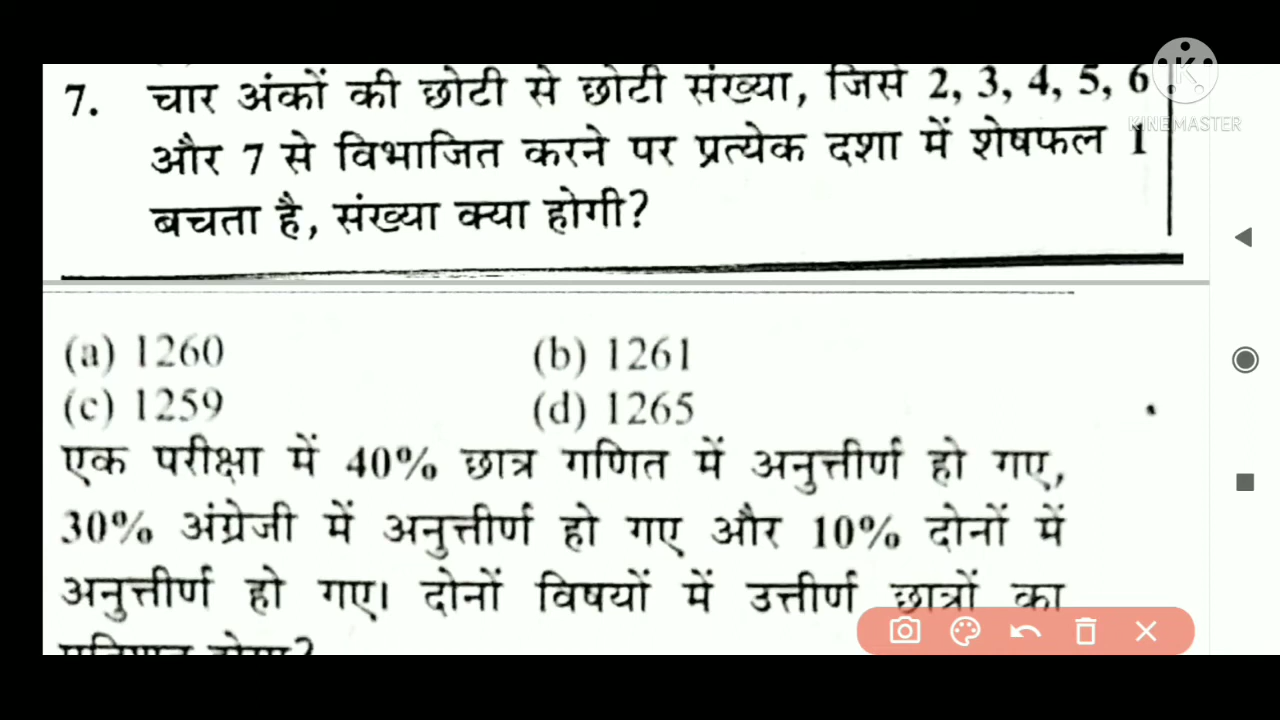 7. चार अंकों की छोटी से छोटी संख्या, जिसे 2, 3, 4, 5, 6
KINEMASTER
और 7 से विभाजित करने पर प्रत्येक दशा में शेषफल 1
बचता है, संख्या क्या होगी?
(a) 1260 (b) 1261
(c) 1259 (d) 1265
एक परीक्षा में 40% छात्र गणित में अनुत्तीर्ण हो गए,
30% अंग्रेजी में अनुत्तीर्ण हो गए और 10% दोनों में
अनुत्तीर्ण हो गए। दोनों विषयों में उत्तीर्ण छात्रों का